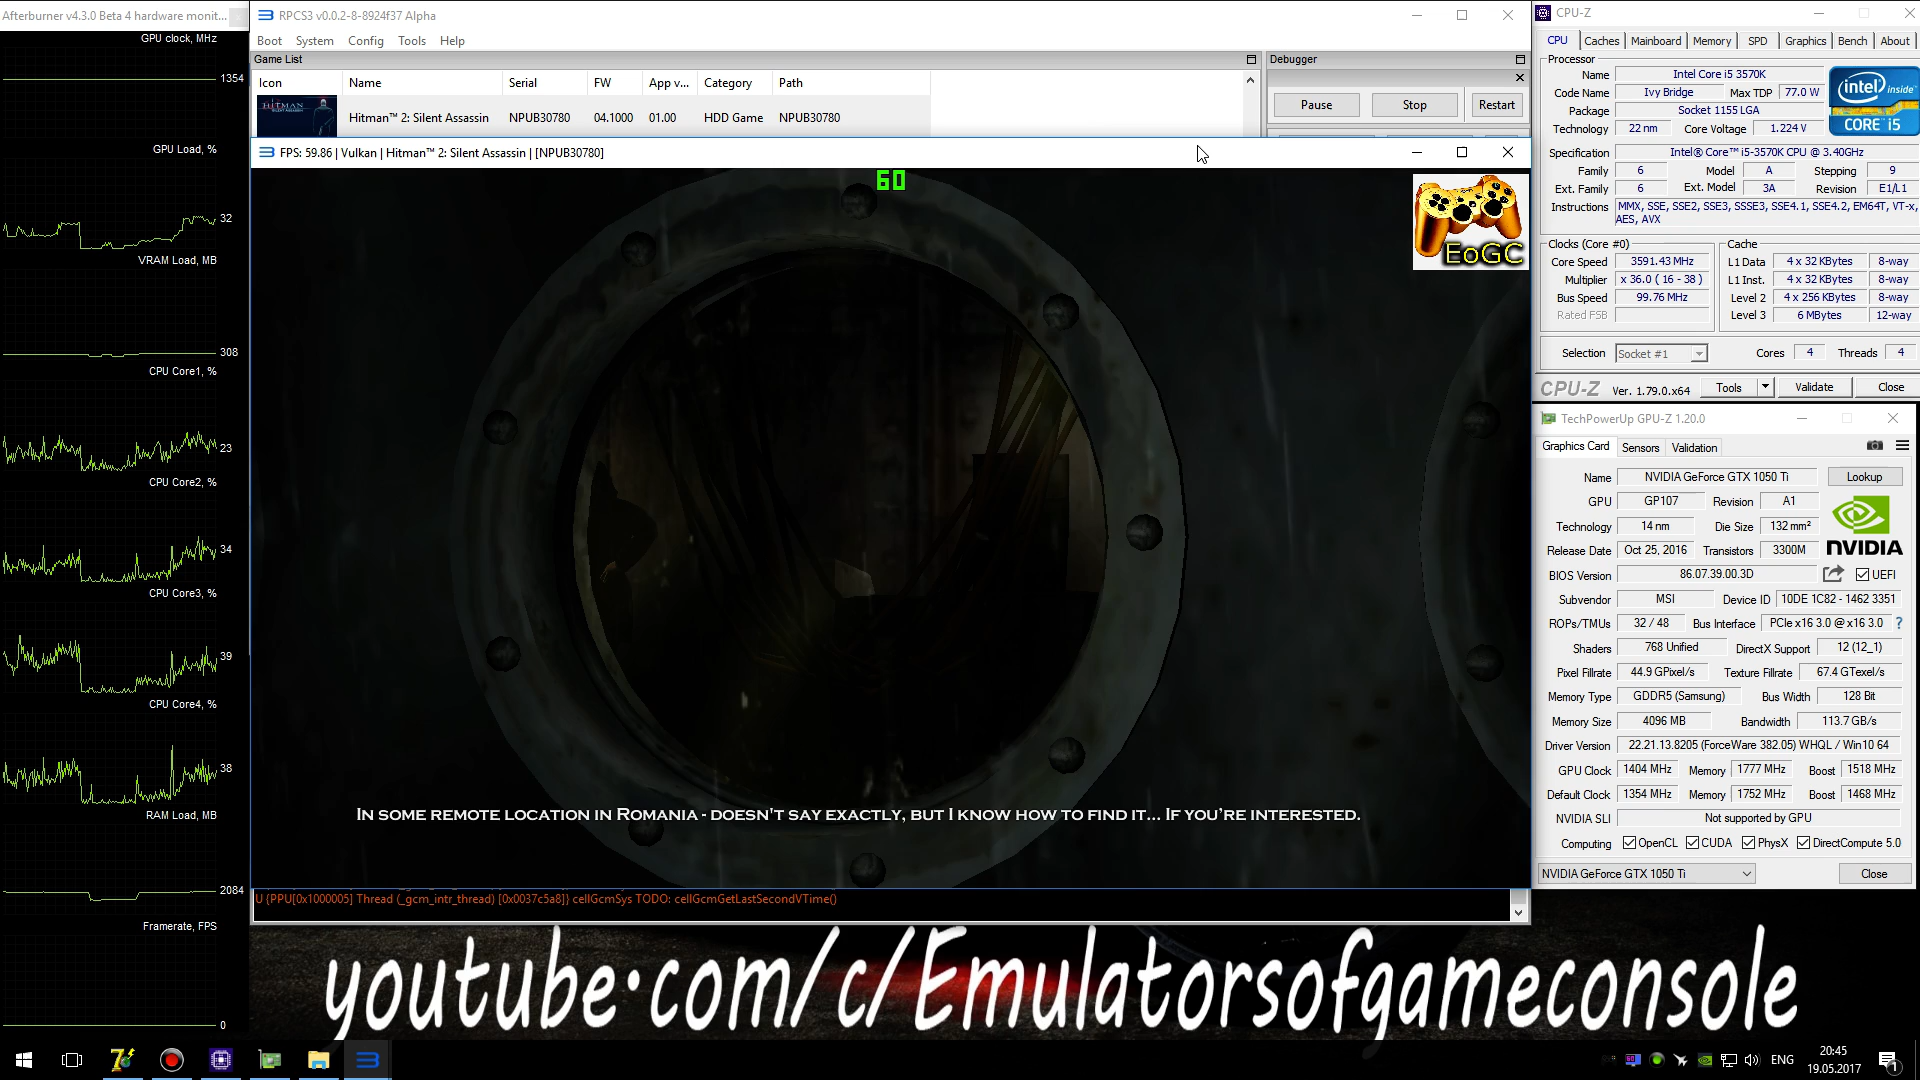 Afterburner v4.3.0 Beta 4 hardware monit...
GPU clock, MHz
1354
GPU Load, %
32
VRAM Load, MB
308
CPU Core1, %
23
CPU Core2, %
34
CPU Core3, %
39
CPU Core4, %
38
RAM Load, MB
2084
Framerate, FPS
0
RPCS3 v0.0.2-8-8924f37 Alpha
Boot System Config Tools Help
Game List
Icon Name Serial FW App v... Category Path
HITMAN
Hitman™ 2: Silent Assassin NPUB30780 04.1000 01.00 HDD Game NPUB30780
Debugger
Pause Stop Restart
FPS: 59.86 | Vulkan | Hitman™ 2: Silent Assassin | [NPUB30780]
60
EoGC
In some remote location in Romania - doesn't say exactly, but I know how to find it... If you're interested.
U {PPU[0x1000005] Thread (_gcm_intr_thread) [0x0037c5a8]} cellGcmSys TODO: cellGcmGetLastSecondVTime()
youtube.com/c/Emulatorsofgameconsole
CPU-Z
CPU Caches Mainboard Memory SPD Graphics Bench About
Processor
Name Intel Core i5 3570K
Code Name Ivy Bridge Max TDP 77.0 W
Package Socket 1155 LGA
Technology 22 nm Core Voltage 1.224 V
intel inside
CORE i5
Specification Intel® Core™ i5-3570K CPU @ 3.40GHz
Family 6 Model A Stepping 9
Ext. Family 6 Ext. Model 3A Revision E1/L1
Instructions MMX, SSE, SSE2, SSE3, SSSE3, SSE4.1, SSE4.2, EM64T, VT-x,
AES, AVX
Clocks (Core #0)
Core Speed 3591.43 MHz
Multiplier x 36.0 ( 16 - 38 )
Bus Speed 99.76 MHz
Rated FSB
Cache
L1 Data 4 x 32 KBytes 8-way
L1 Inst. 4 x 32 KBytes 8-way
Level 2 4 x 256 KBytes 8-way
Level 3 6 MBytes 12-way
Selection Socket #1 Cores 4 Threads 4
CPU-Z Ver. 1.79.0.x64 Tools Validate Close
TechPowerUp GPU-Z 1.20.0
Graphics Card Sensors Validation
Name NVIDIA GeForce GTX 1050 Ti Lookup
GPU GP107 Revision A1
Technology 14 nm Die Size 132 mm²
Release Date Oct 25, 2016 Transistors 3300M
NVIDIA
BIOS Version 86.07.39.00.3D UEFI
Subvendor MSI Device ID 10DE 1C82 - 1462 3351
ROPs/TMUs 32 / 48 Bus Interface PCIe x16 3.0 @ x16 3.0 ?
Shaders 768 Unified DirectX Support 12 (12_1)
Pixel Fillrate 44.9 GPixel/s Texture Fillrate 67.4 GTexel/s
Memory Type GDDR5 (Samsung) Bus Width 128 Bit
Memory Size 4096 MB Bandwidth 113.7 GB/s
Driver Version 22.21.13.8205 (ForceWare 382.05) WHQL / Win10 64
GPU Clock 1404 MHz Memory 1777 MHz Boost 1518 MHz
Default Clock 1354 MHz Memory 1752 MHz Boost 1468 MHz
NVIDIA SLI Not supported by GPU
Computing OpenCL CUDA PhysX DirectCompute 5.0
NVIDIA GeForce GTX 1050 Ti Close
ENG
20:45
19.05.2017
1